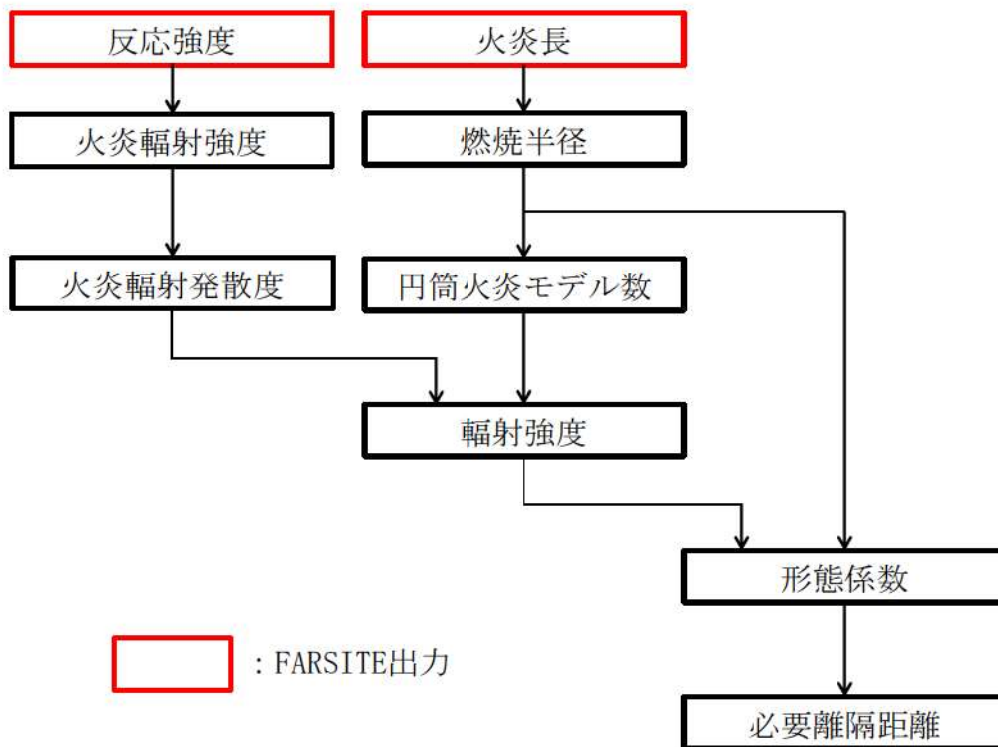 反応強度
火炎長
火炎輻射強度
燃焼半径
火炎輻射発散度
円筒火炎モデル数
輻射強度
形態係数
：FARSITE出力
必要離隔距離